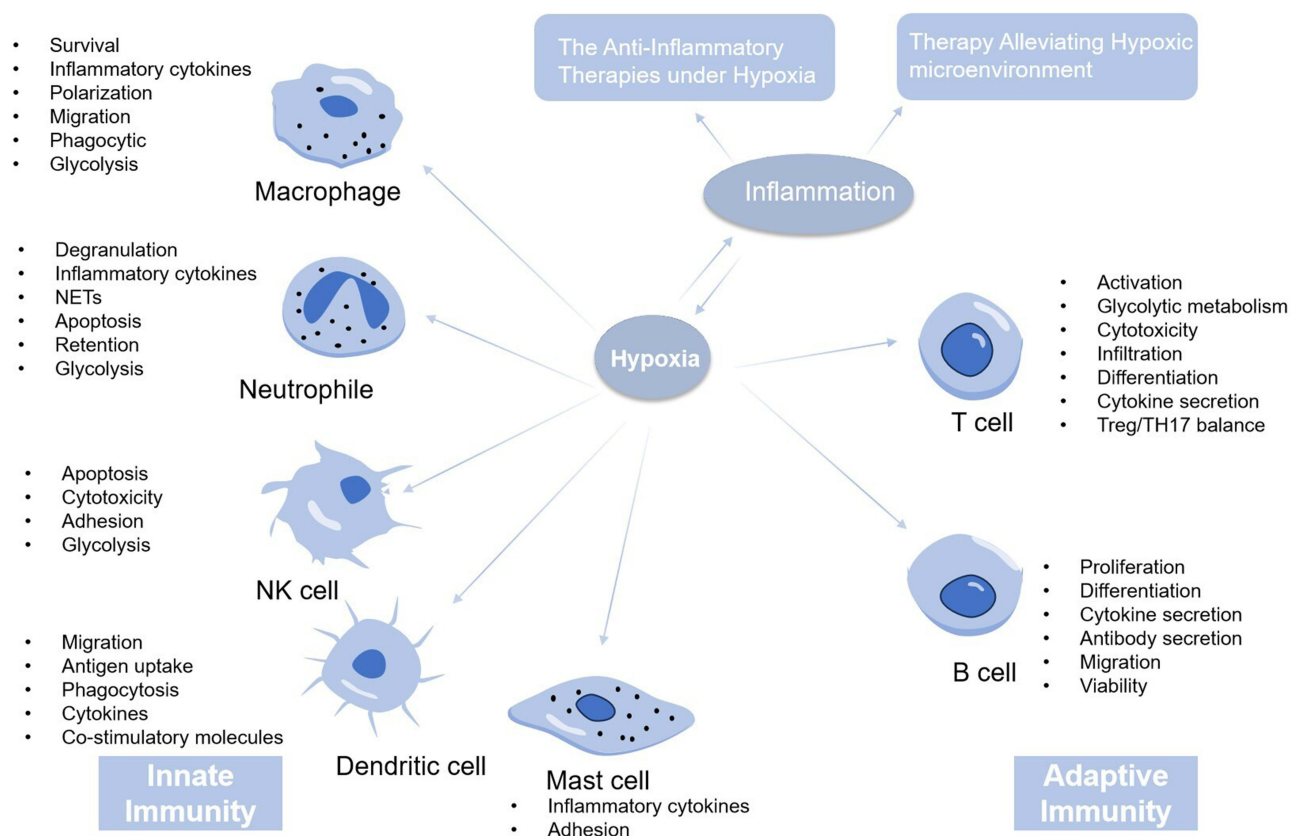 • Survival
• Inflammatory cytokines
• Polarization
• Migration
• Phagocytic
• Glycolysis
Macrophage
The Anti-Inflammatory
Therapies under Hypoxia
Therapy Alleviating Hypoxic
microenvironment
Inflammation
• Degranulation
• Inflammatory cytokines
• NETs
• Apoptosis
• Retention
• Glycolysis
Neutrophile
Hypoxia
• Activation
• Glycolytic metabolism
• Cytotoxicity
• Infiltration
• Differentiation
• Cytokine secretion
• Treg/TH17 balance
T cell
• Apoptosis
• Cytotoxicity
• Adhesion
• Glycolysis
NK cell
• Proliferation
• Differentiation
• Cytokine secretion
• Antibody secretion
• Migration
• Viability
B cell
• Migration
• Antigen uptake
• Phagocytosis
• Cytokines
• Co-stimulatory molecules
Dendritic cell
Mast cell
• Inflammatory cytokines
• Adhesion
Innate
Immunity
Adaptive
Immunity